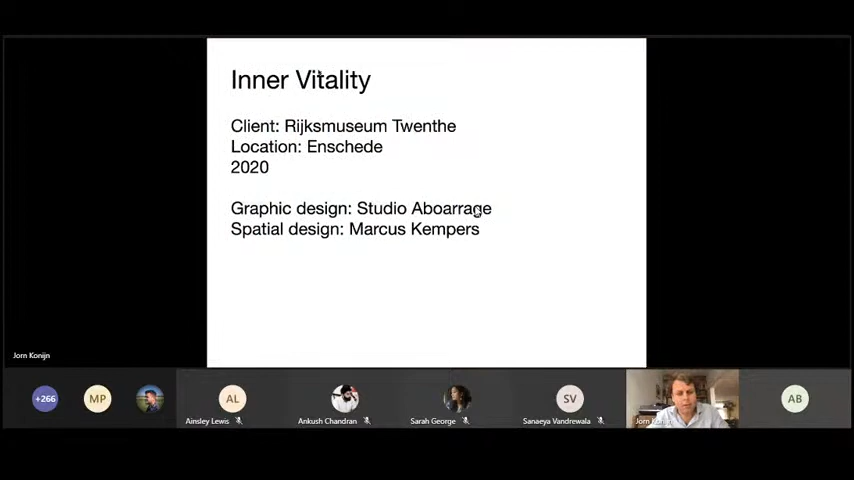 Inner Vitality
Client: Rijksmuseum Twenthe
Location: Enschede
2020
Graphic design: Studio Aboarrage
Spatial design: Marcus Kempers
Jorn Konijn
+266
MP
AL
Ainsley Lewis
Ankush Chandran
Sarah George
SV
Sanaeya Vandrewala
Jorn
AB